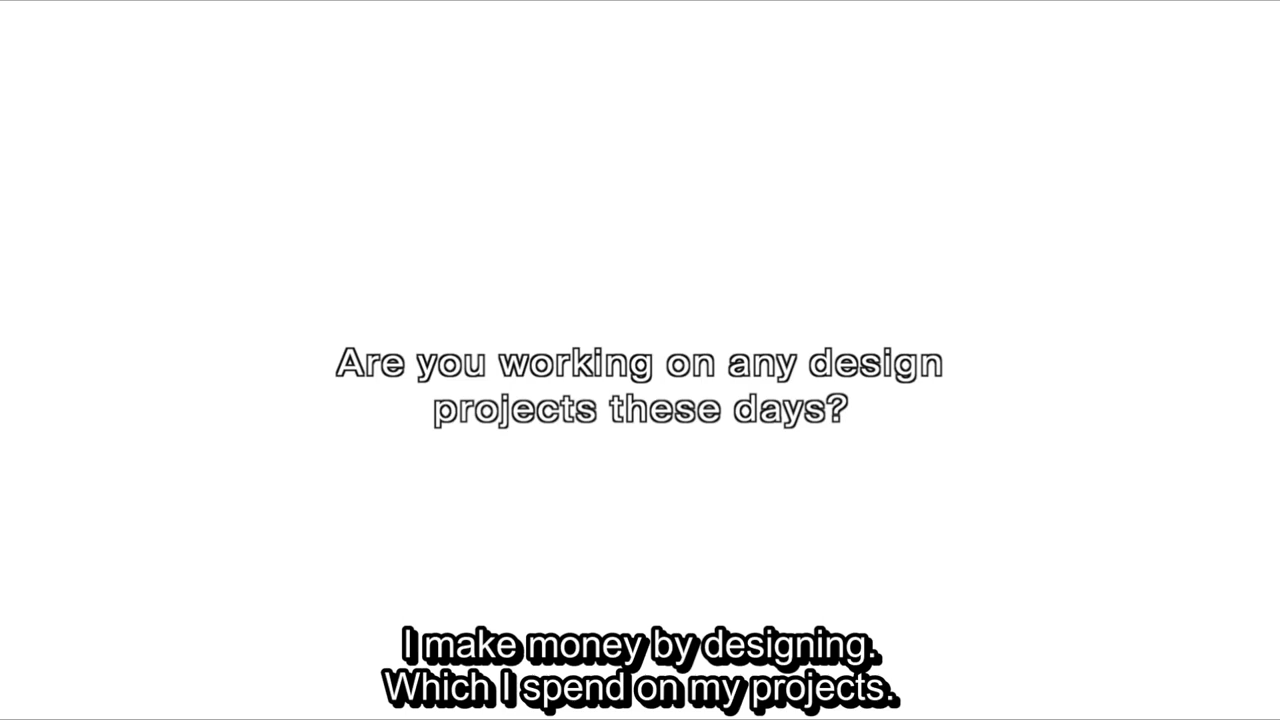 Are you working on any design
projects these days?
I make money by designing.
Which I spend on my projects.